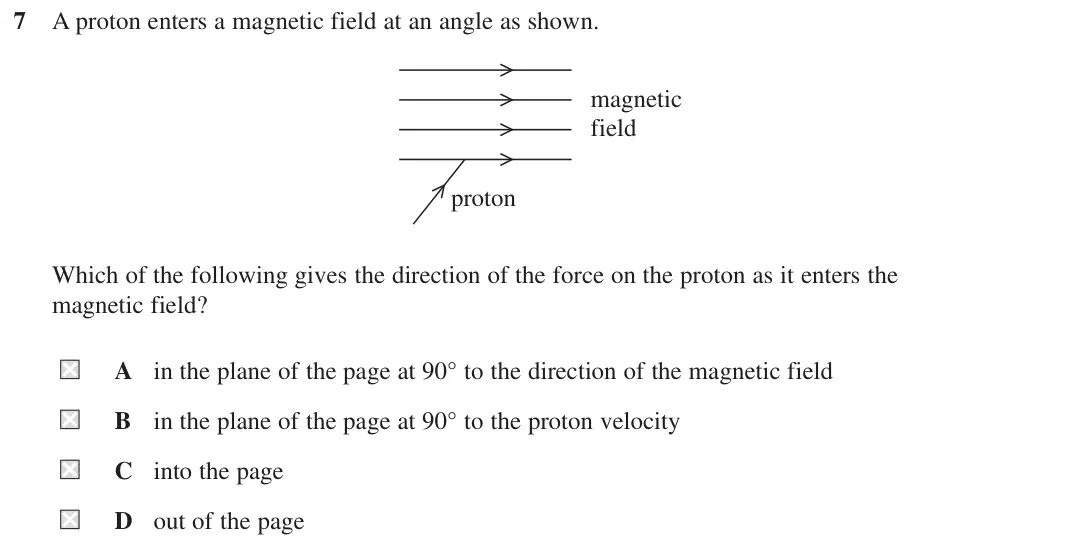 7 A proton enters a magnetic field at an angle as shown.
magnetic
field
proton
Which of the following gives the direction of the force on the proton as it enters the
magnetic field?
A in the plane of the page at 90° to the direction of the magnetic field
B in the plane of the page at 90° to the proton velocity
C into the page
D out of the page